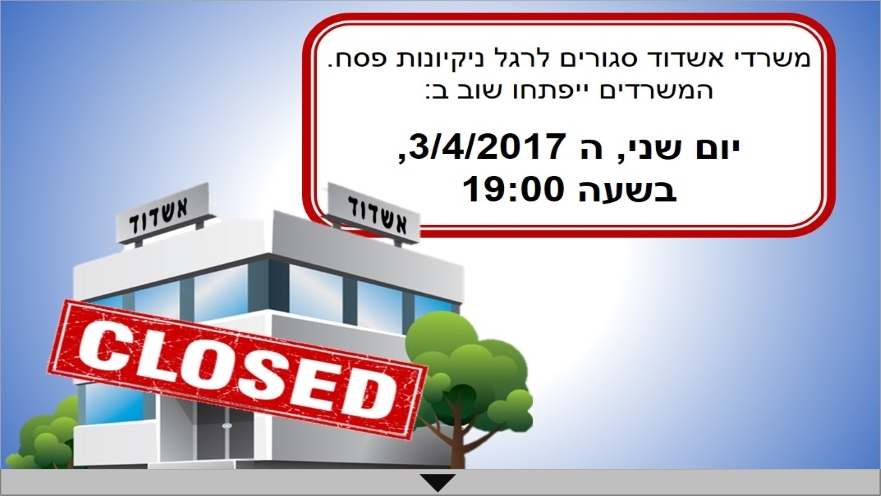 משרדי אשדוד סגורים לרגל ניקיונות פסח.
המשרדים ייפתחו שוב ב:
יום שני, ה 3/4/2017,
בשעה 19:00
אשדוד
אשדוד
CLOSED